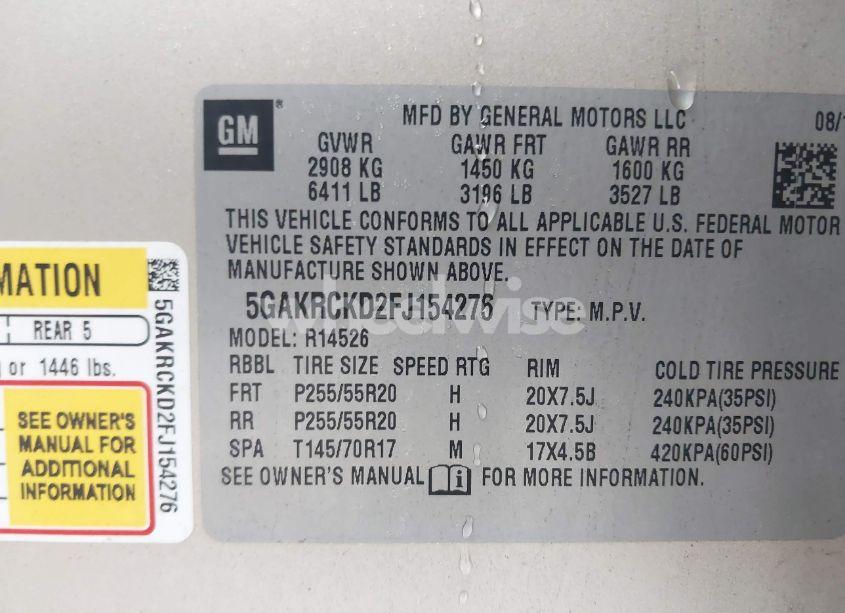 GM
®
MFD BY GENERAL MOTORS LLC
08/1
GVWR GAWR FRT GAWR RR
2908 KG 1450 KG 1600 KG
6411 LB 3196 LB 3527 LB
THIS VEHICLE CONFORMS TO ALL APPLICABLE U.S. FEDERAL MOTOR
VEHICLE SAFETY STANDARDS IN EFFECT ON THE DATE OF
MANUFACTURE SHOWN ABOVE.
5GAKRCKD2FJ154276 TYPE: M.P.V.
MODEL: R14526
RBBL TIRE SIZE SPEED RTG RIM COLD TIRE PRESSURE
FRT P255/55R20 H 20X7.5J 240KPA(35PSI)
RR P255/55R20 H 20X7.5J 240KPA(35PSI)
SPA T145/70R17 M 17X4.5B 420KPA(60PSI)
SEE OWNER'S MANUAL i FOR MORE INFORMATION.
MATION
REAR 5
or 1446 lbs.
SEE OWNER'S
MANUAL FOR
ADDITIONAL
INFORMATION
5GAKRCKD2FJ154276
wheelwise